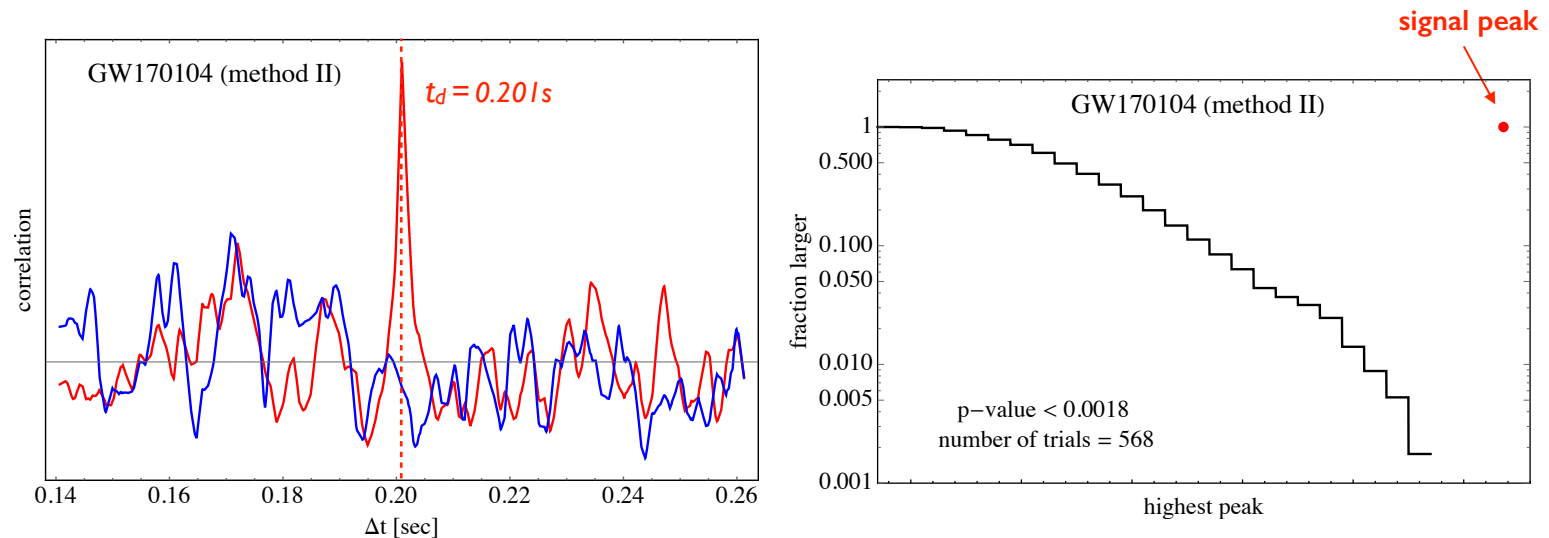 GW170104 (method II)
t_d = 0.201s
correlation
0.14
0.16
0.18
0.20
0.22
0.24
0.26
Δt [sec]
signal peak
GW170104 (method II)
fraction larger
1
0.500
0.100
0.050
0.010
0.005
0.001
p-value < 0.0018
number of trials = 568
highest peak